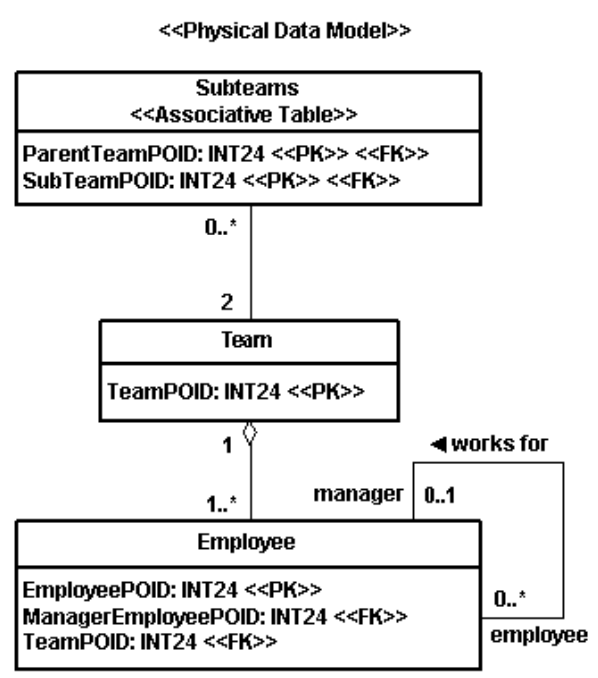 <<Physical Data Model>>
Subteams
<<Associative Table>>
ParentTeamPOID: INT24 <<PK>> <<FK>>
SubTeamPOID: INT24 <<PK>> <<FK>>
0..*
2
Team
TeamPOID: INT24 <<PK>>
1
◀ works for
1..*
manager
0..1
Employee
EmployeePOID: INT24 <<PK>>
ManagerEmployeePOID: INT24 <<FK>>
TeamPOID: INT24 <<FK>>
0..*
employee